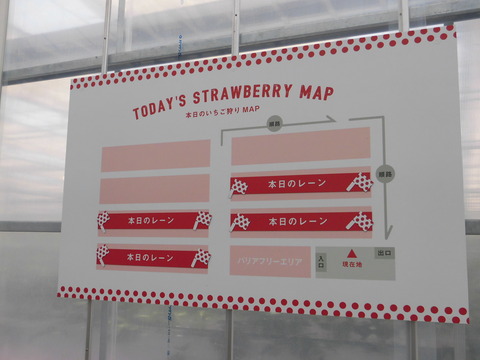 TODAY'S STRAWBERRY MAP
本日のいちご狩りMAP
順路
順路
本日のレーン
本日のレーン
本日のレーン
本日のレーン
バリアフリーエリア
入口
現在地
出口